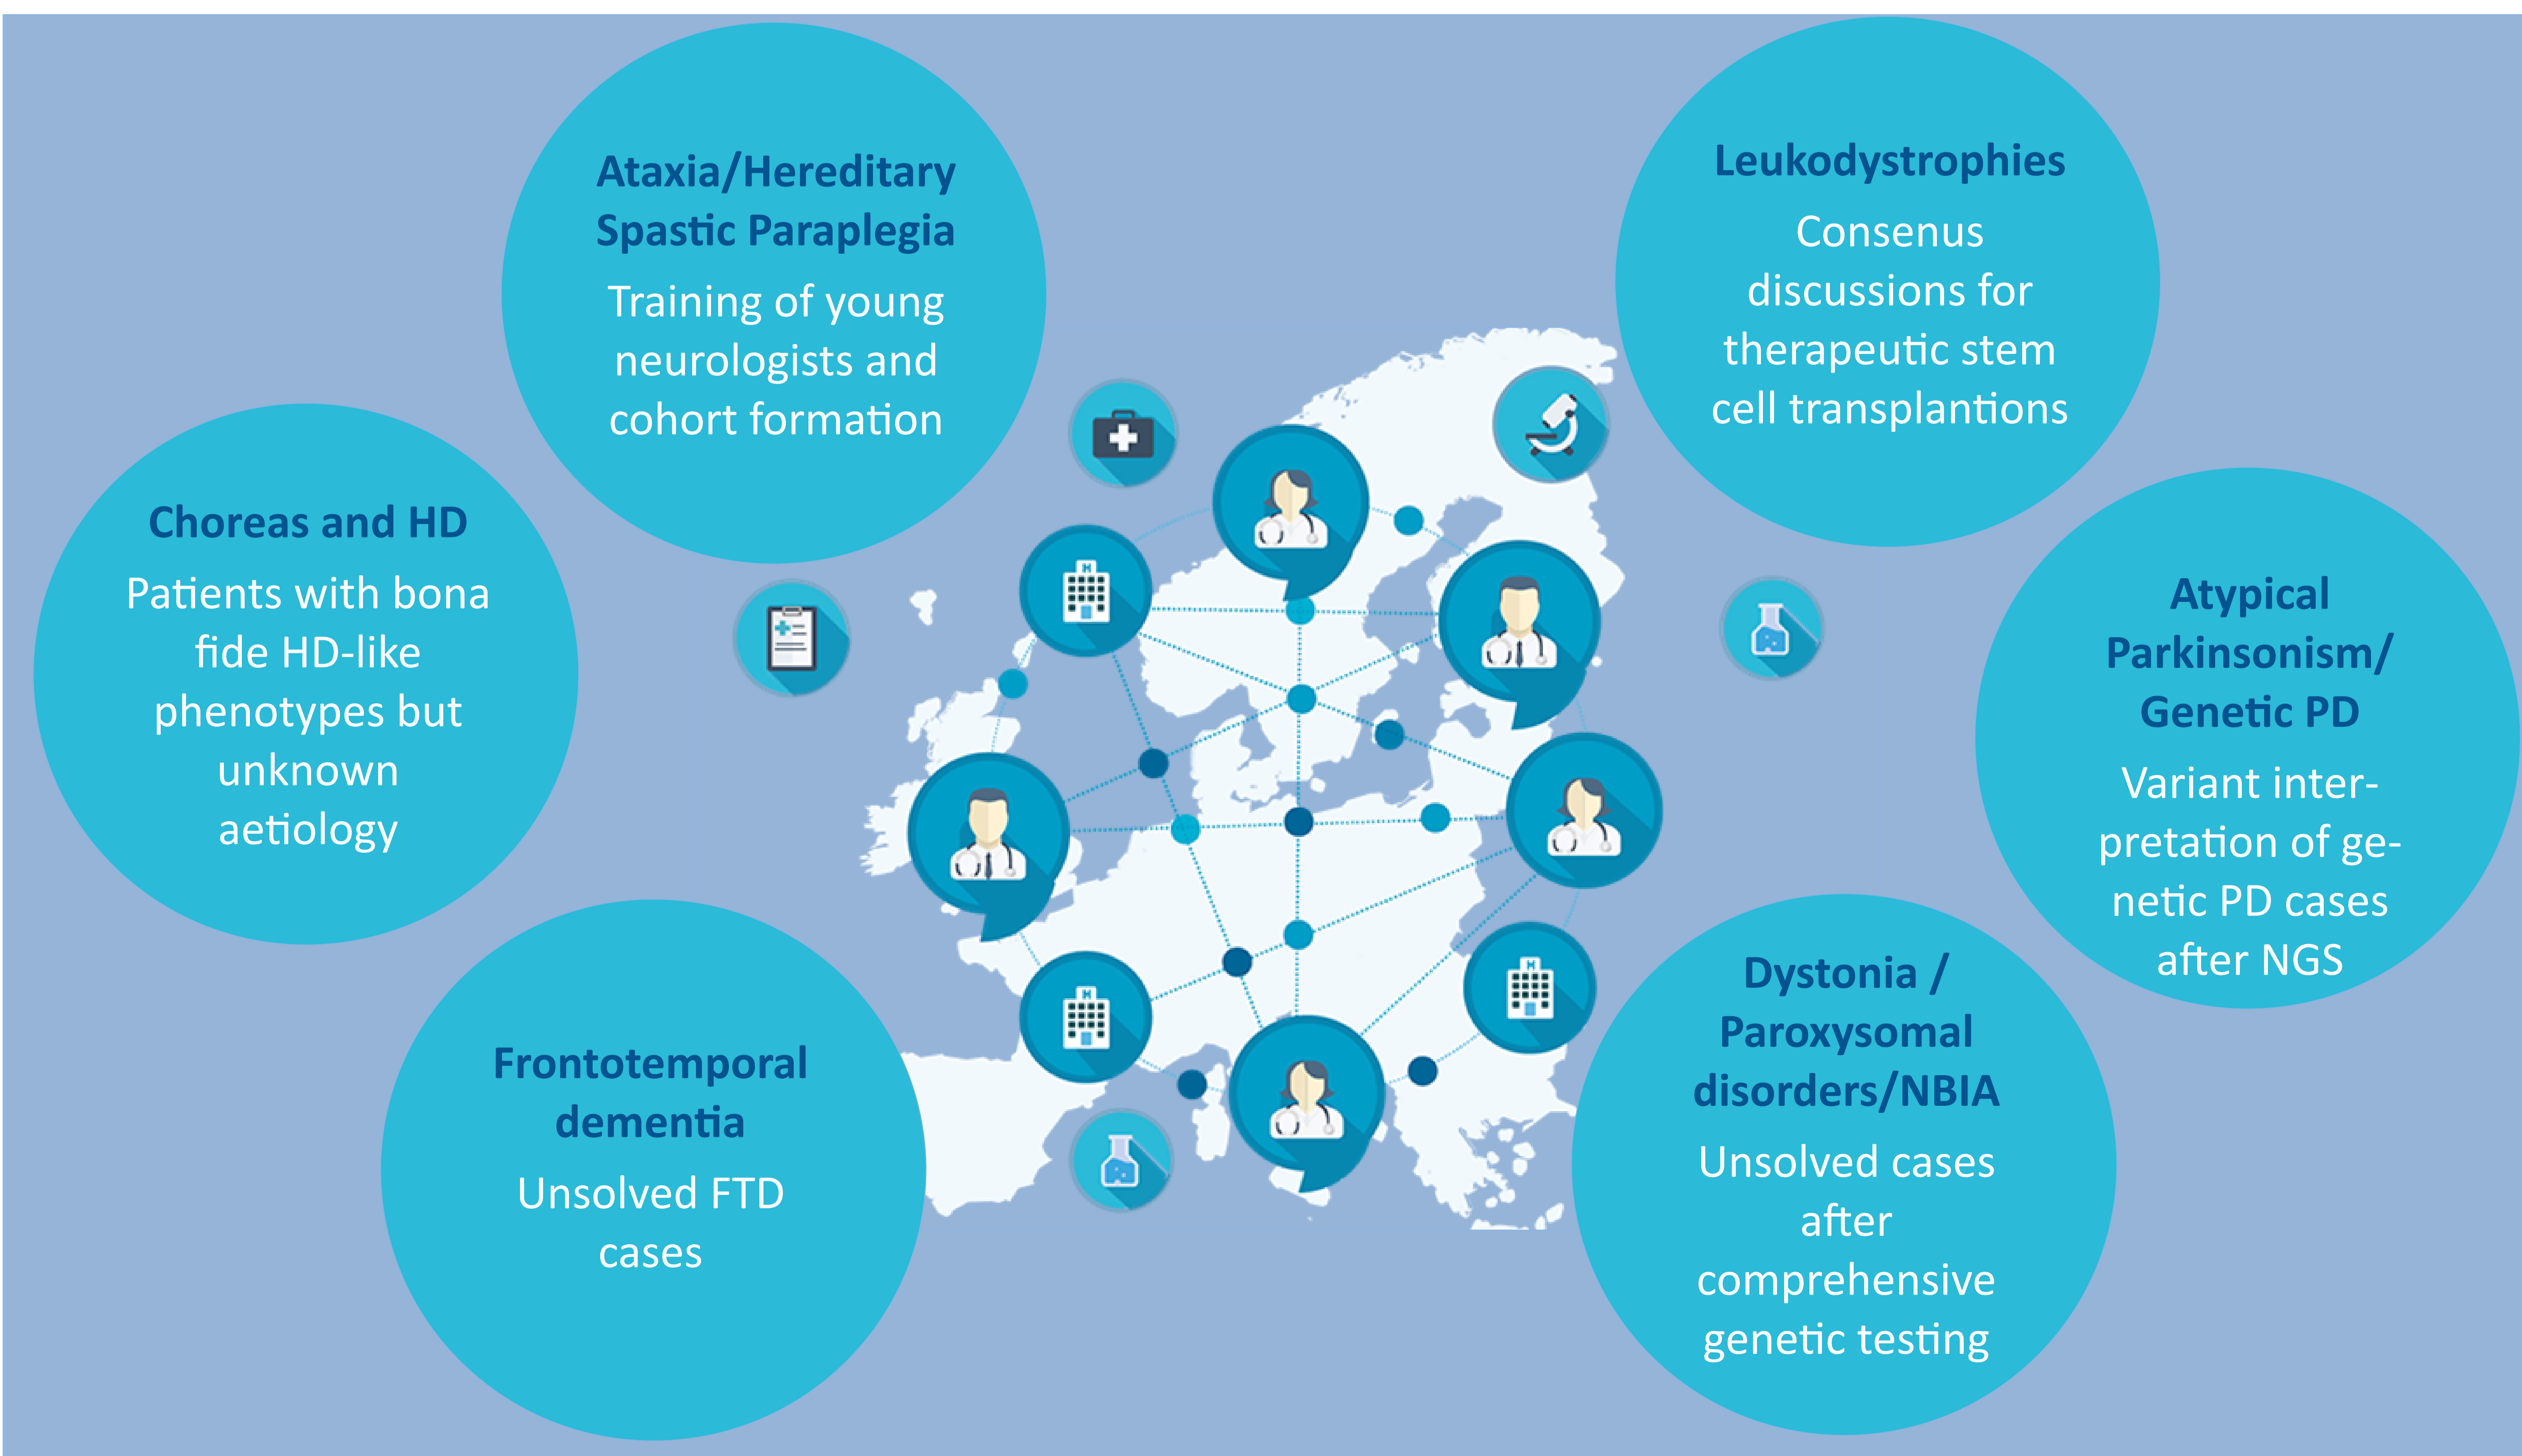 Ataxia/Hereditary
Spastic Paraplegia
Training of young
neurologists and
cohort formation
Leukodystrophies
Consenus
discussions for
therapeutic stem
cell transplantions
Choreas and HD
Patients with bona
fide HD-like
phenotypes but
unknown
aetiology
Atypical
Parkinsonism/
Genetic PD
Variant inter-
pretation of ge-
netic PD cases
after NGS
Frontotemporal
dementia
Unsolved FTD
cases
Dystonia /
Paroxysomal
disorders/NBIA
Unsolved cases
after
comprehensive
genetic testing
H
H
H